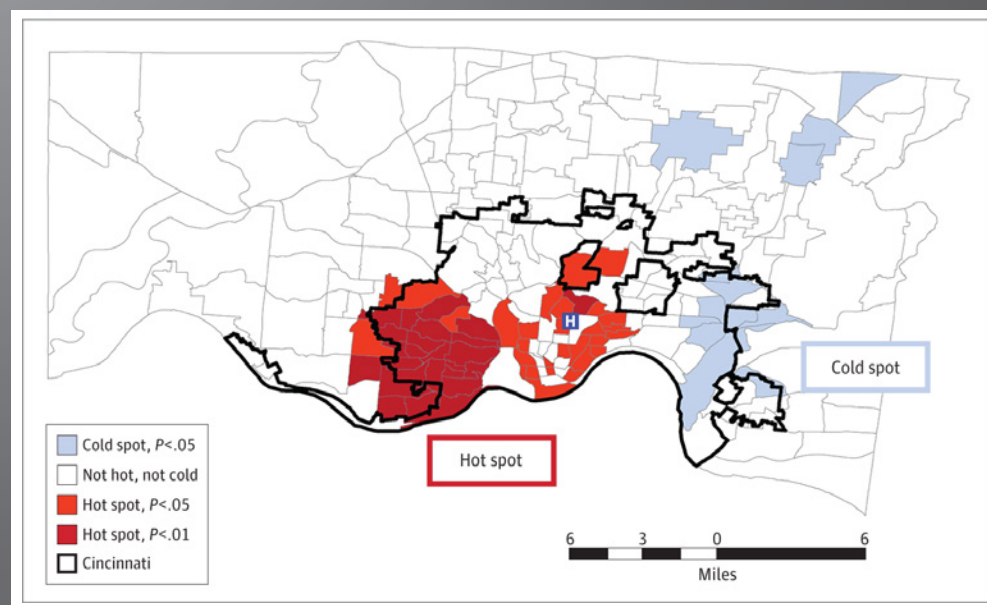 H
Cold spot
Hot spot
Cold spot, P<.05
Not hot, not cold
Hot spot, P<.05
Hot spot, P<.01
Cincinnati
6 3 0 6
Miles